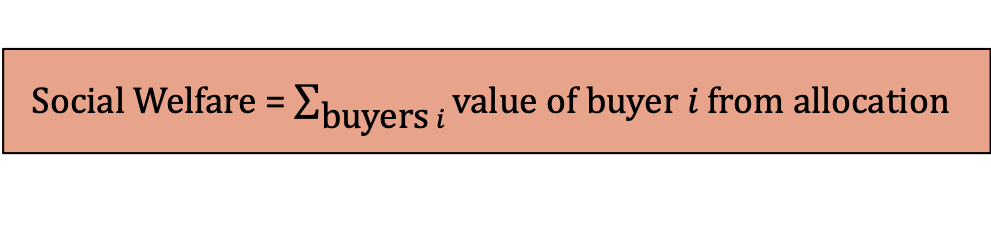 Social Welfare = ∑buyers i value of buyer i from allocation